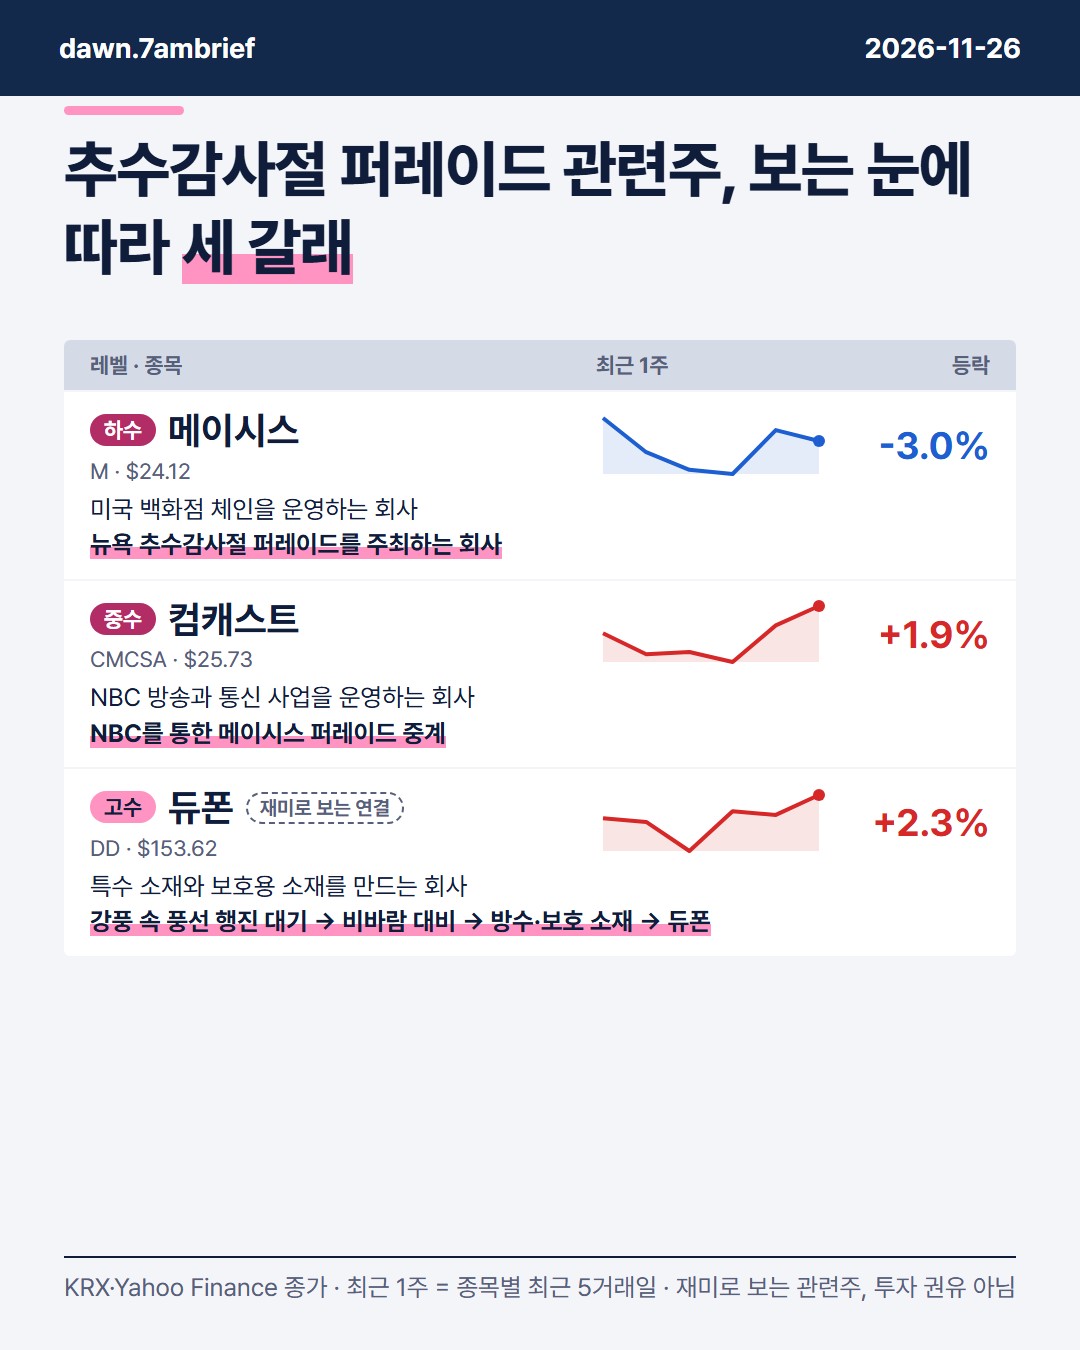 dawn.7ambrief
2026-11-26
추수감사절 퍼레이드 관련주, 보는 눈에
따라 세 갈래
레벨 · 종목
최근 1주
등락
하수 메이시스
-3.0%
M · $24.12
미국 백화점 체인을 운영하는 회사
뉴욕 추수감사절 퍼레이드를 주최하는 회사
중수 컴캐스트
+1.9%
CMCSA · $25.73
NBC 방송과 통신 사업을 운영하는 회사
NBC를 통한 메이시스 퍼레이드 중계
고수 듀폰 재미로 보는 연결
+2.3%
DD · $153.62
특수 소재와 보호용 소재를 만드는 회사
강풍 속 풍선 행진 대기 → 비바람 대비 → 방수·보호 소재 → 듀폰
KRX·Yahoo Finance 종가 · 최근 1주 = 종목별 최근 5거래일 · 재미로 보는 관련주, 투자 권유 아님